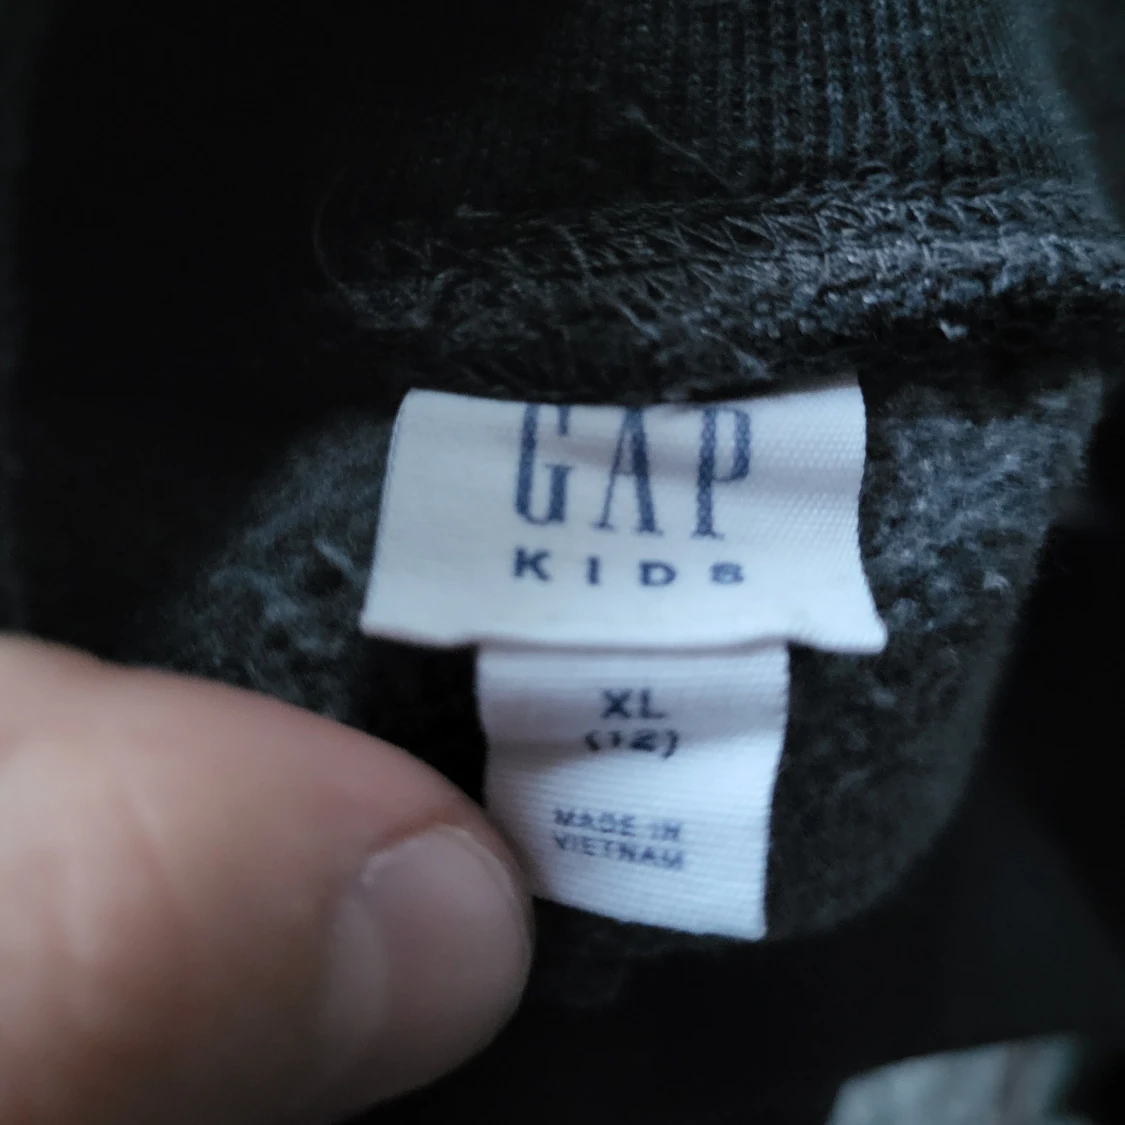 GAP
KIDS
XL
(12)
MADE IN
VIETNAM